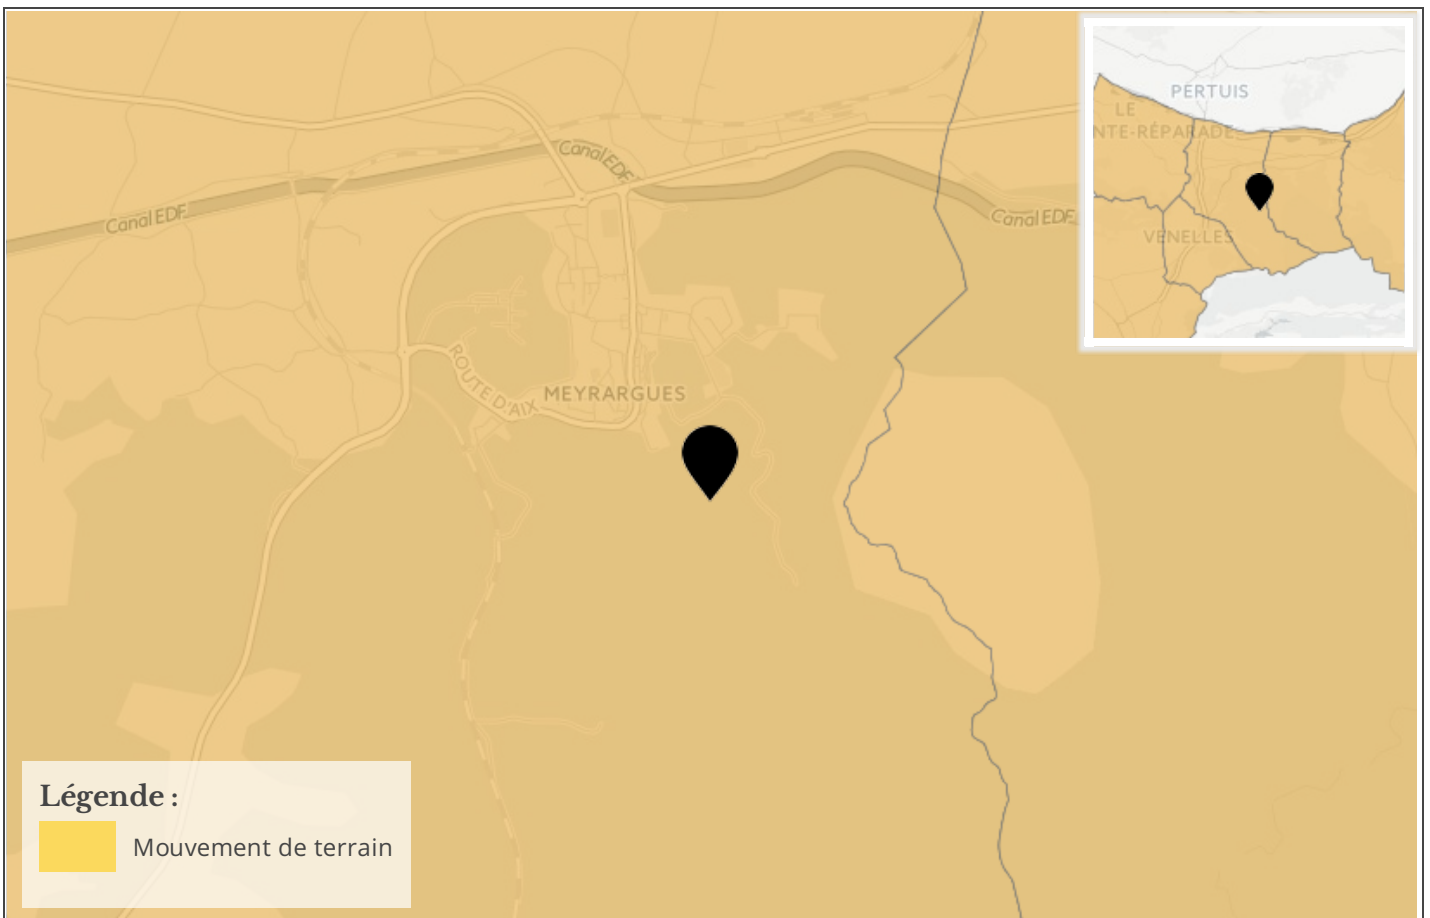 PERTUIS
LE
NTE-RÉPARADE
VENELLES
Canal EDF
Canal EDF
Canal EDF
ROUTE D'AIX
MEYRARGUES
Légende :
Mouvement de terrain